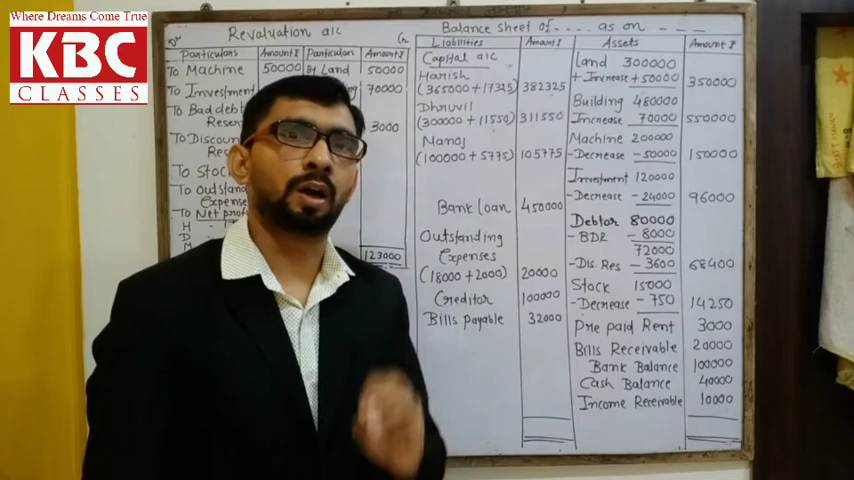 Where Dreams Come True
KBC
CLASSES
Revaluation a/c
Dr Cr
Particulars Amount ₹ Particulars Amount ₹
To Machine 50000 By Land 50000
To Investment 70000
To Bad debt
Reserve 3000
To Discount
Res
To Stock
To Outstand
Expense
To Net profit
H
D
M
123000
Balance sheet of .... as on ----
Liabilities Amount ₹ Assets Amount ₹
Capital a/c
Harish
(365000+17325) 382325
Dhruvil
(300000+11550) 311550
Manoj
(100000+5775) 105775
Bank loan 450000
Outstanding
Expenses
(18000+2000) 20000
Creditor 100000
Bills payable 32000
Land 300000
+ Increase +50000 350000
Building 480000
Increase 70000 550000
Machine 200000
- Decrease -50000 150000
Investment 120000
- Decrease -24000 96000
Debtor 80000
- BDR -8000
72000
- Dis. Res -3600 68400
Stock 15000
- Decrease -750 14250
Pre paid Rent 3000
Bills Receivable 20000
Bank Balance 100000
Cash Balance 40000
Income Receivable 10000